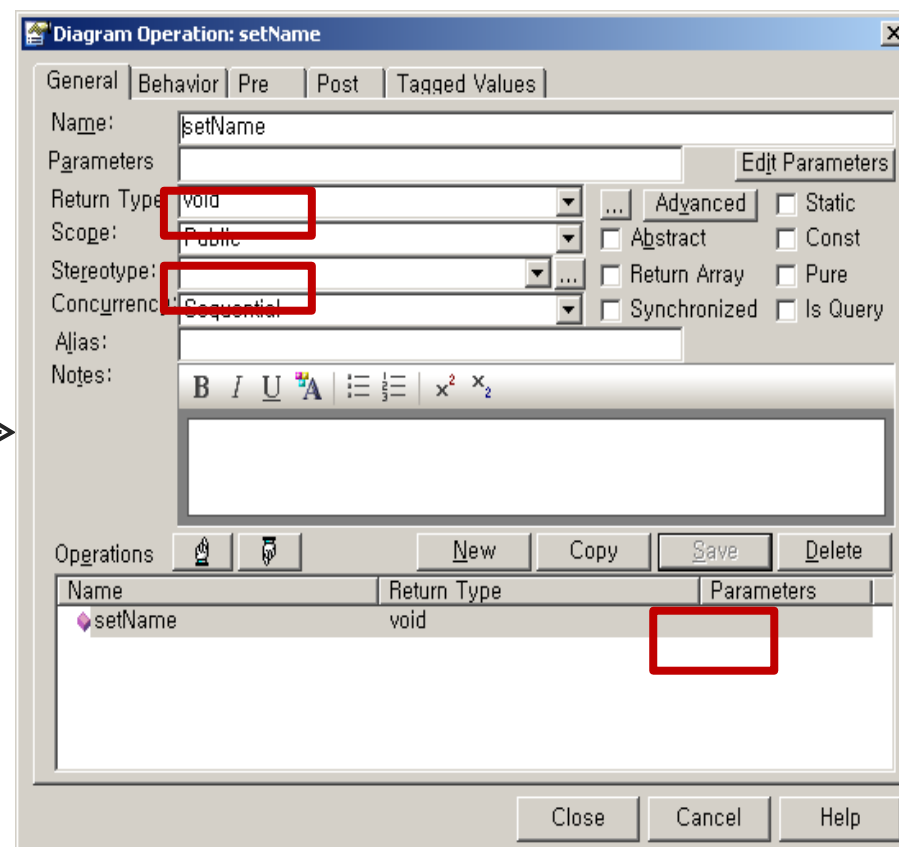 Diagram Operation: setName
General Behavior Pre Post Tagged Values
Name: setName
Parameters Edit Parameters
Return Type void ... Advanced Static
Scope: Public Abstract Const
Stereotype: ... Return Array Pure
Concurrency: Sequential Synchronized Is Query
Alias:
Notes:
B I U A x² x₂
Operations New Copy Save Delete
Name Return Type Parameters
setName void
Close Cancel Help